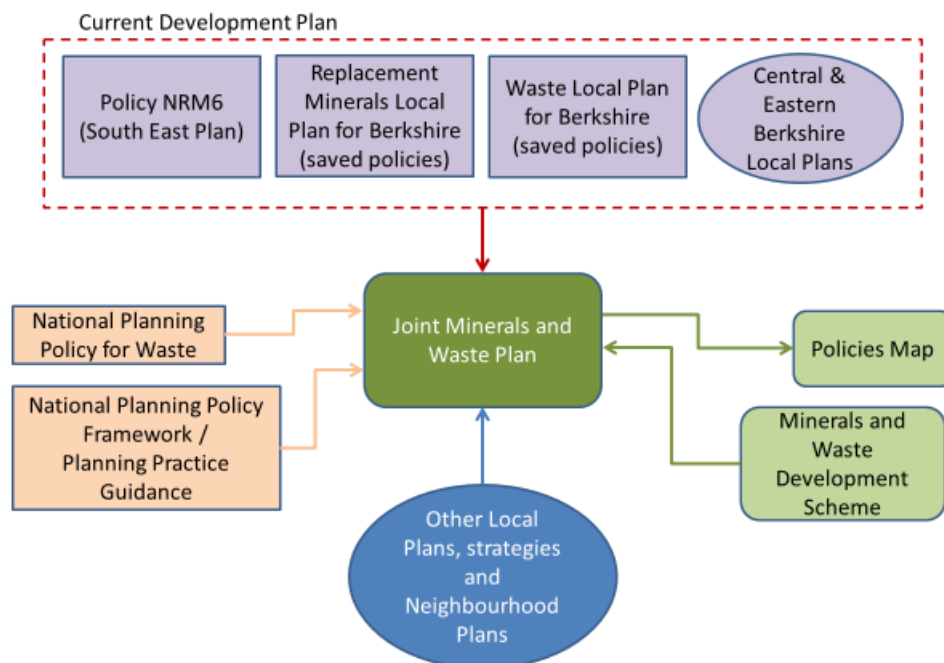 Current Development Plan
Policy NRM6
(South East Plan)
Replacement
Minerals Local
Plan for Berkshire
(saved policies)
Waste Local Plan
for Berkshire
(saved policies)
Central &
Eastern
Berkshire
Local Plans
National Planning
Policy for Waste
Joint Minerals and
Waste Plan
Policies Map
National Planning Policy
Framework /
Planning Practice
Guidance
Minerals and
Waste
Development
Scheme
Other Local
Plans, strategies
and
Neighbourhood
Plans